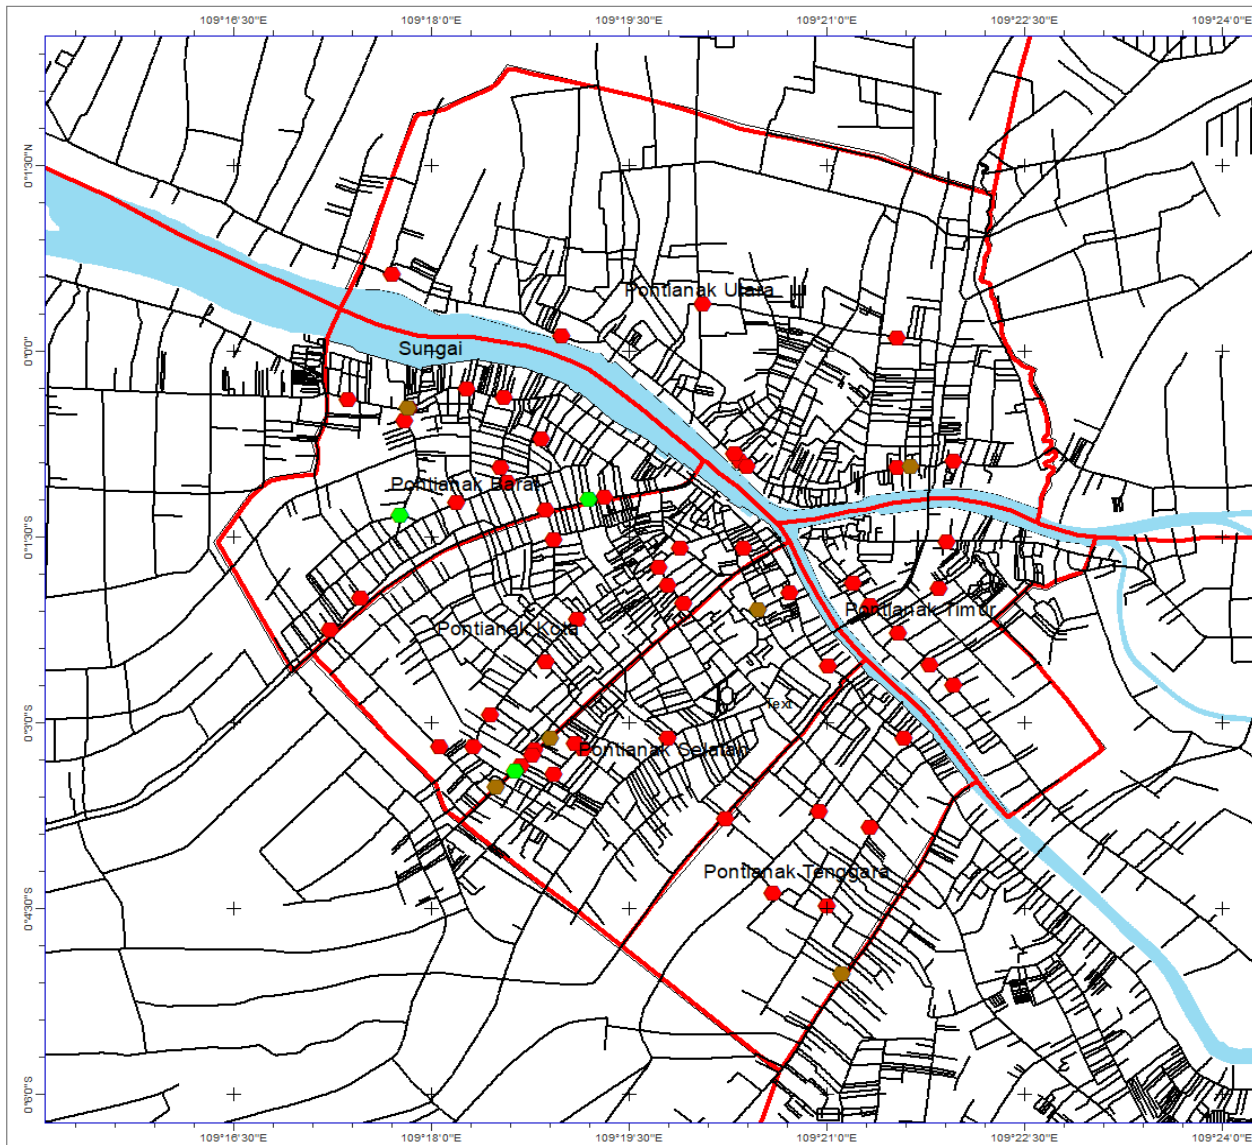 109°16'30"E 109°18'0"E 109°19'30"E 109°21'0"E 109°22'30"E 109°24'0"E
0°1'30"N
Pontianak Utara
0°0'0"
Sungai
Pontianak Barat
0°1'30"S
Pontianak Timur
Pontianak Kota
Text
0°3'0"S
Pontianak Selatan
Pontianak Tenggara
0°4'30"S
0°6'0"S
109°16'30"E 109°18'0"E 109°19'30"E 109°21'0"E 109°22'30"E 109°24'0"E